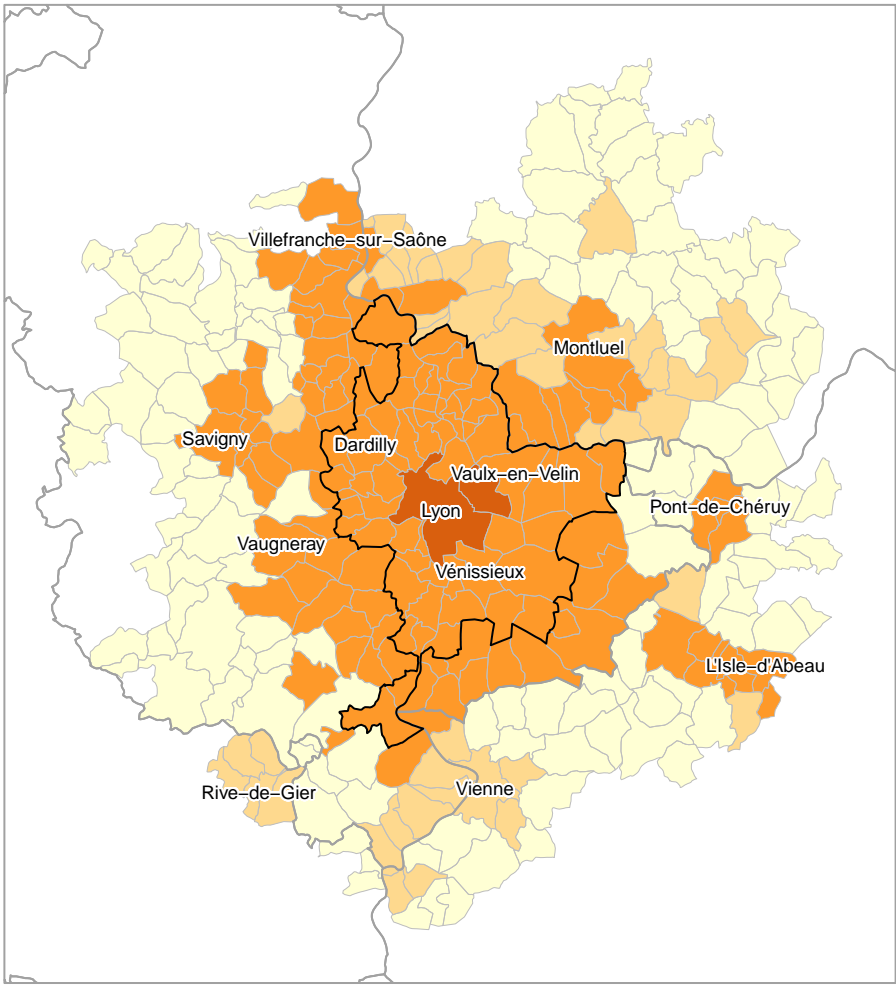 Villefranche−sur−Saône
Montluel
Savigny
Dardilly
Vaulx−en−Velin
Lyon
Pont−de−Chéruy
Vaugneray
Vénissieux
L'Isle−d'Abeau
Rive−de−Gier
Vienne